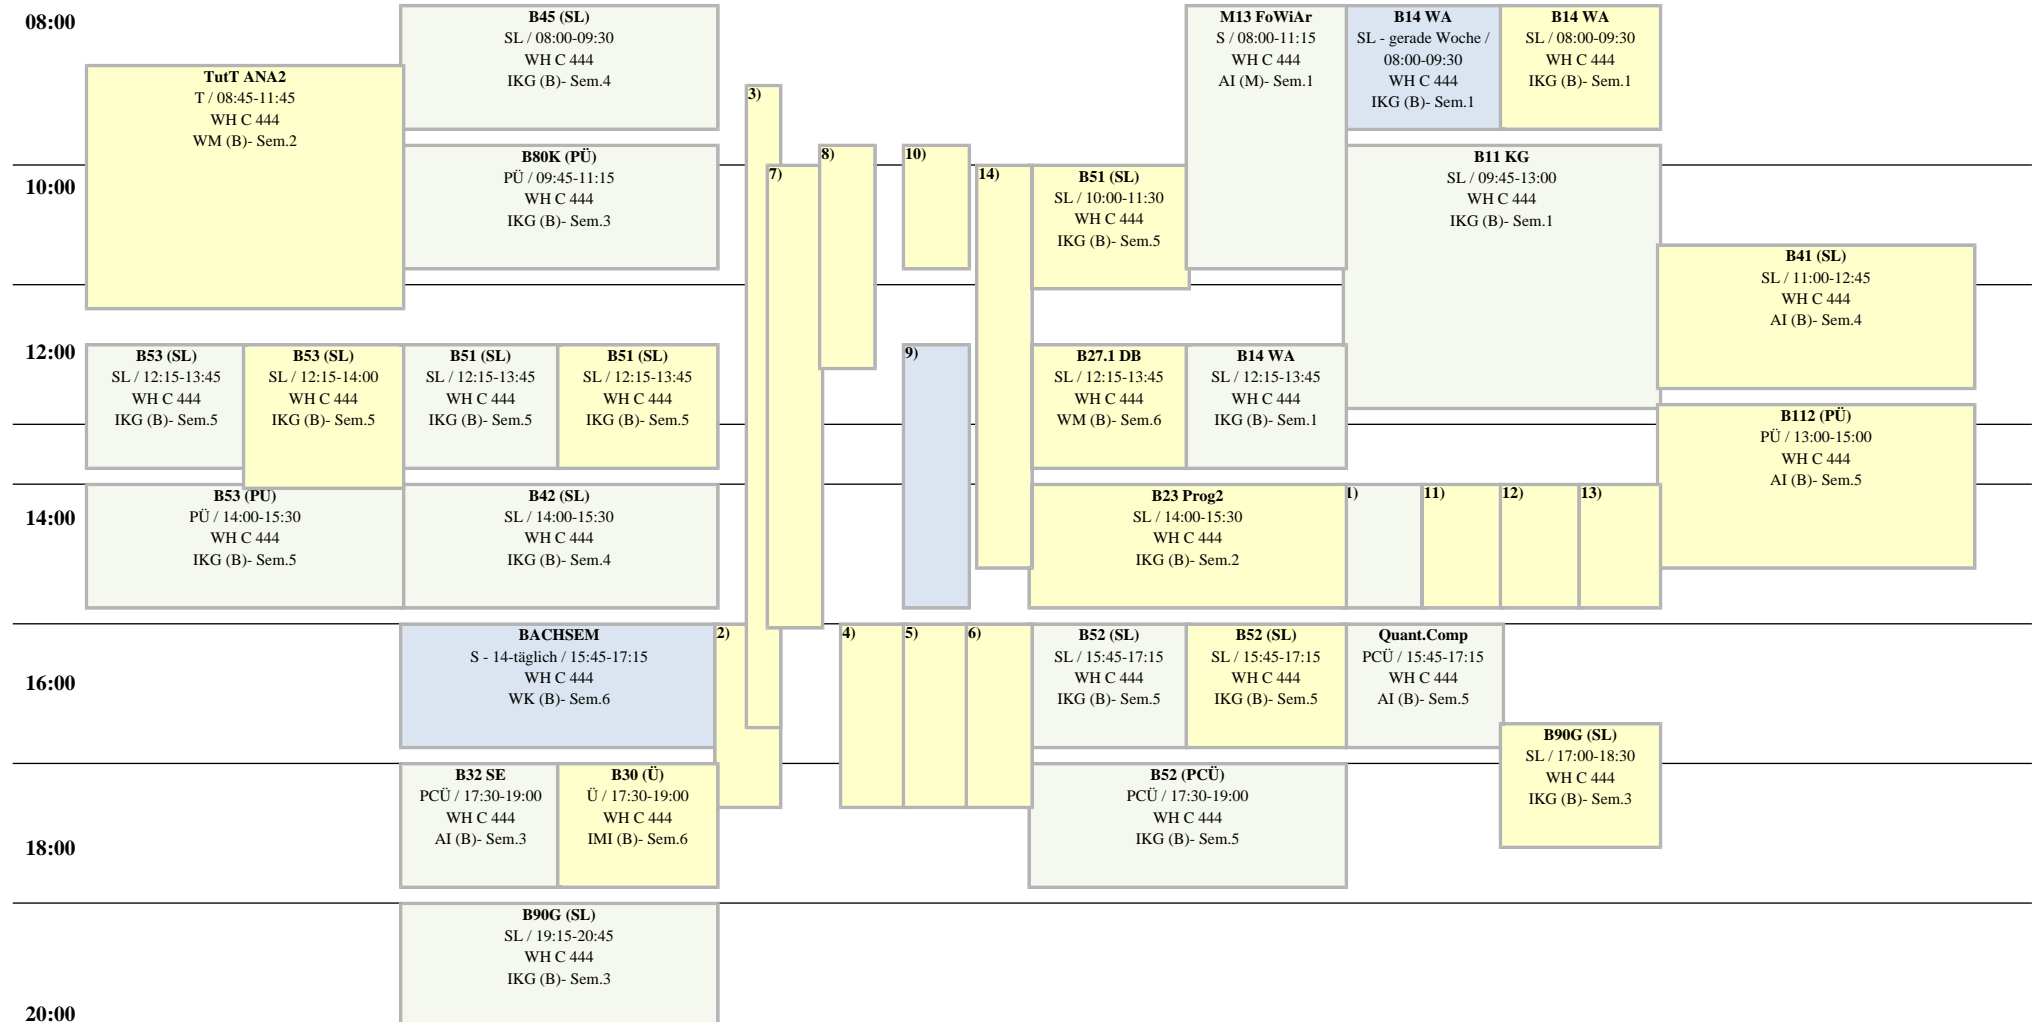 08:00
10:00
12:00
14:00
16:00
18:00
20:00
TutT ANA2
T / 08:45-11:45
WH C 444
WM (B)- Sem.2
B53 (SL)
SL / 12:15-13:45
WH C 444
IKG (B)- Sem.5
B53 (SL)
SL / 12:15-14:00
WH C 444
IKG (B)- Sem.5
B53 (PÜ)
PÜ / 14:00-15:30
WH C 444
IKG (B)- Sem.5
B45 (SL)
SL / 08:00-09:30
WH C 444
IKG (B)- Sem.4
B80K (PÜ)
PÜ / 09:45-11:15
WH C 444
IKG (B)- Sem.3
B51 (SL)
SL / 12:15-13:45
WH C 444
IKG (B)- Sem.5
B51 (SL)
SL / 12:15-13:45
WH C 444
IKG (B)- Sem.5
B42 (SL)
SL / 14:00-15:30
WH C 444
IKG (B)- Sem.4
BACHSEM
S - 14-täglich / 15:45-17:15
WH C 444
WK (B)- Sem.6
B32 SE
PCÜ / 17:30-19:00
WH C 444
AI (B)- Sem.3
B30 (Ü)
Ü / 17:30-19:00
WH C 444
IMI (B)- Sem.6
B90G (SL)
SL / 19:15-20:45
WH C 444
IKG (B)- Sem.3
2)
3)
7)
8)
4)
10)
9)
5)
6)
14)
B51 (SL)
SL / 10:00-11:30
WH C 444
IKG (B)- Sem.5
B27.1 DB
SL / 12:15-13:45
WH C 444
WM (B)- Sem.6
M13 FoWiAr
S / 08:00-11:15
WH C 444
AI (M)- Sem.1
B14 WA
SL / 12:15-13:45
WH C 444
IKG (B)- Sem.1
B23 Prog2
SL / 14:00-15:30
WH C 444
IKG (B)- Sem.2
B52 (SL)
SL / 15:45-17:15
WH C 444
IKG (B)- Sem.5
B52 (SL)
SL / 15:45-17:15
WH C 444
IKG (B)- Sem.5
B52 (PCÜ)
PCÜ / 17:30-19:00
WH C 444
IKG (B)- Sem.5
B14 WA
SL - gerade Woche /
08:00-09:30
WH C 444
IKG (B)- Sem.1
B14 WA
SL / 08:00-09:30
WH C 444
IKG (B)- Sem.1
B11 KG
SL / 09:45-13:00
WH C 444
IKG (B)- Sem.1
1)
11)
12)
13)
Quant.Comp
PCÜ / 15:45-17:15
WH C 444
AI (B)- Sem.5
B90G (SL)
SL / 17:00-18:30
WH C 444
IKG (B)- Sem.3
B41 (SL)
SL / 11:00-12:45
WH C 444
AI (B)- Sem.4
B112 (PÜ)
PÜ / 13:00-15:00
WH C 444
AI (B)- Sem.5